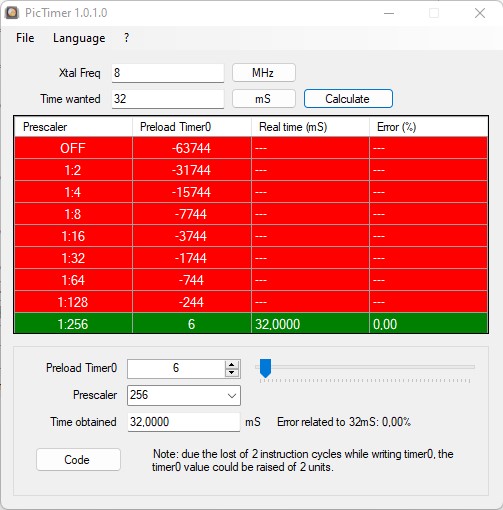 PicTimer 1.0.1.0
File Language ?
Xtal Freq 8 MHz
Time wanted 32 mS Calculate
Prescaler Preload Timer0 Real time (mS) Error (%)
OFF -63744 --- ---
1:2 -31744 --- ---
1:4 -15744 --- ---
1:8 -7744 --- ---
1:16 -3744 --- ---
1:32 -1744 --- ---
1:64 -744 --- ---
1:128 -244 --- ---
1:256 6 32,0000 0,00
Preload Timer0 6
Prescaler 256
Time obtained 32,0000 mS Error related to 32mS: 0,00%
Code
Note: due the lost of 2 instruction cycles while writing timer0, the
timer0 value could be raised of 2 units.